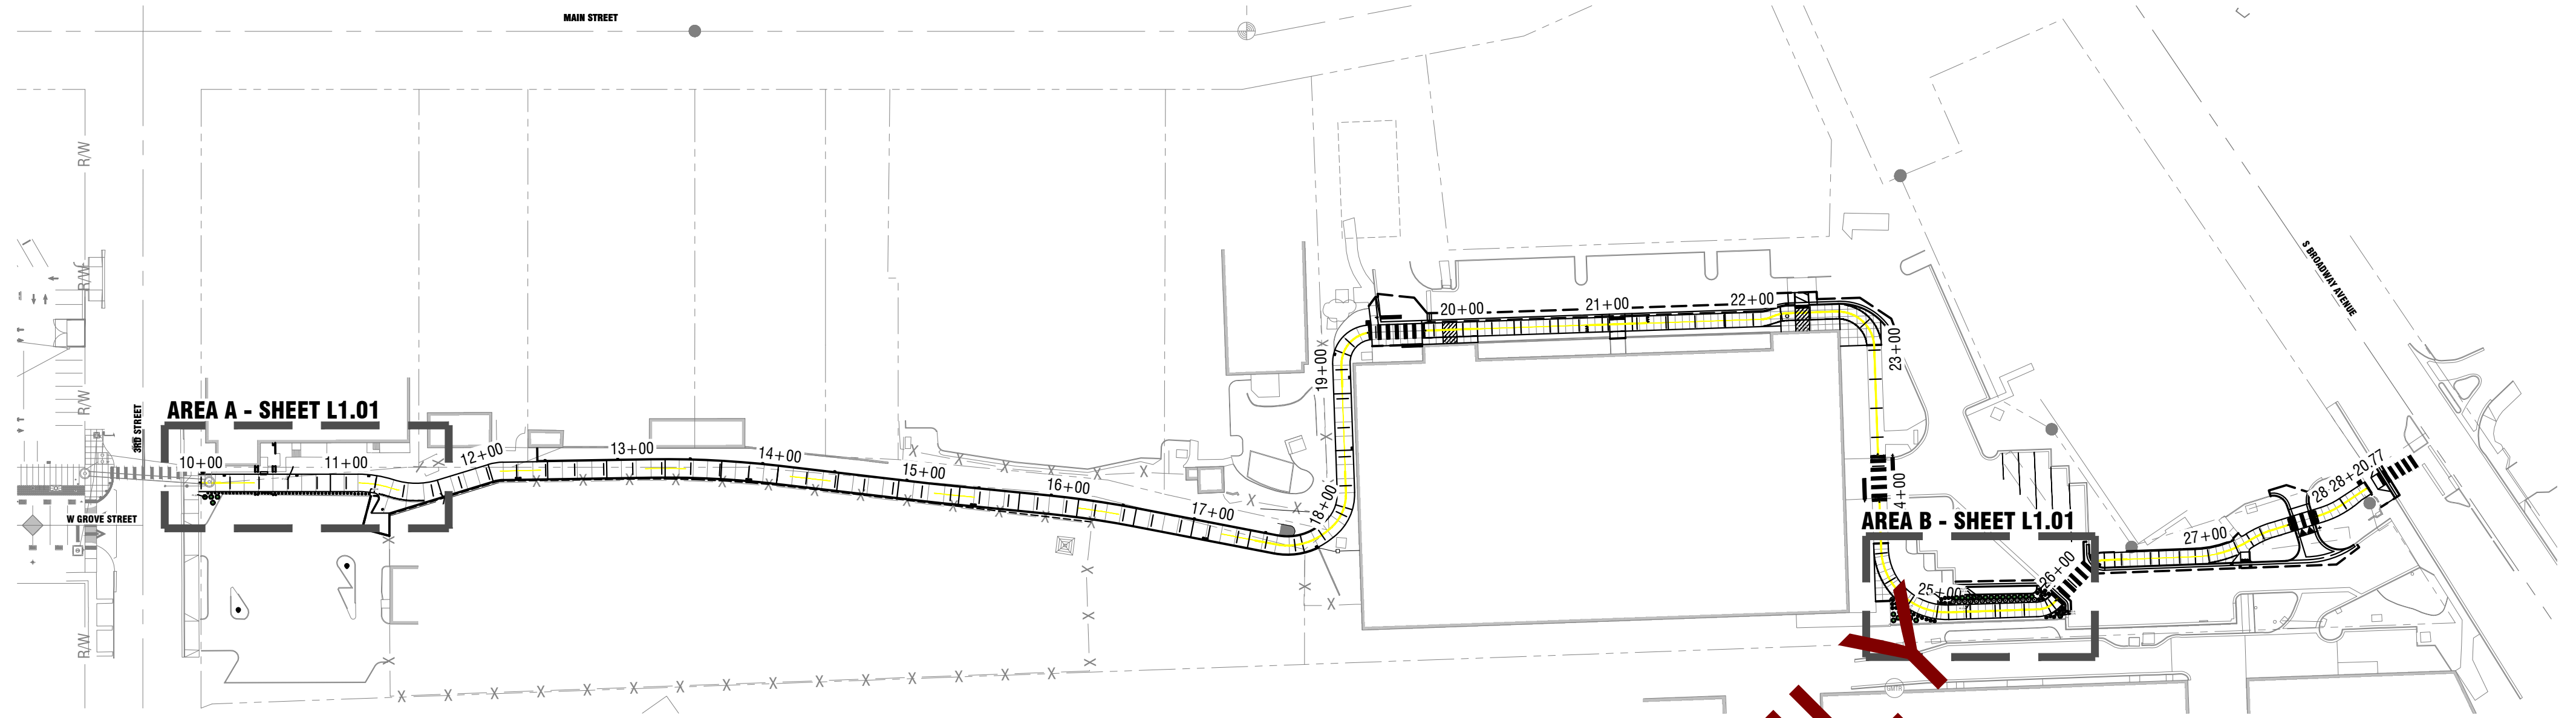 MAIN STREET
R/W
R/W
R/W
R/W
3RD STREET
W GROVE STREET
S BROADWAY AVENUE
AREA A - SHEET L1.01
10+00
11+00
12+00
13+00
14+00
15+00
16+00
17+00
18+00
19+00
20+00
21+00
22+00
23+00
4+00
AREA B - SHEET L1.01
25+00
26+00
27+00
28
28+20.77